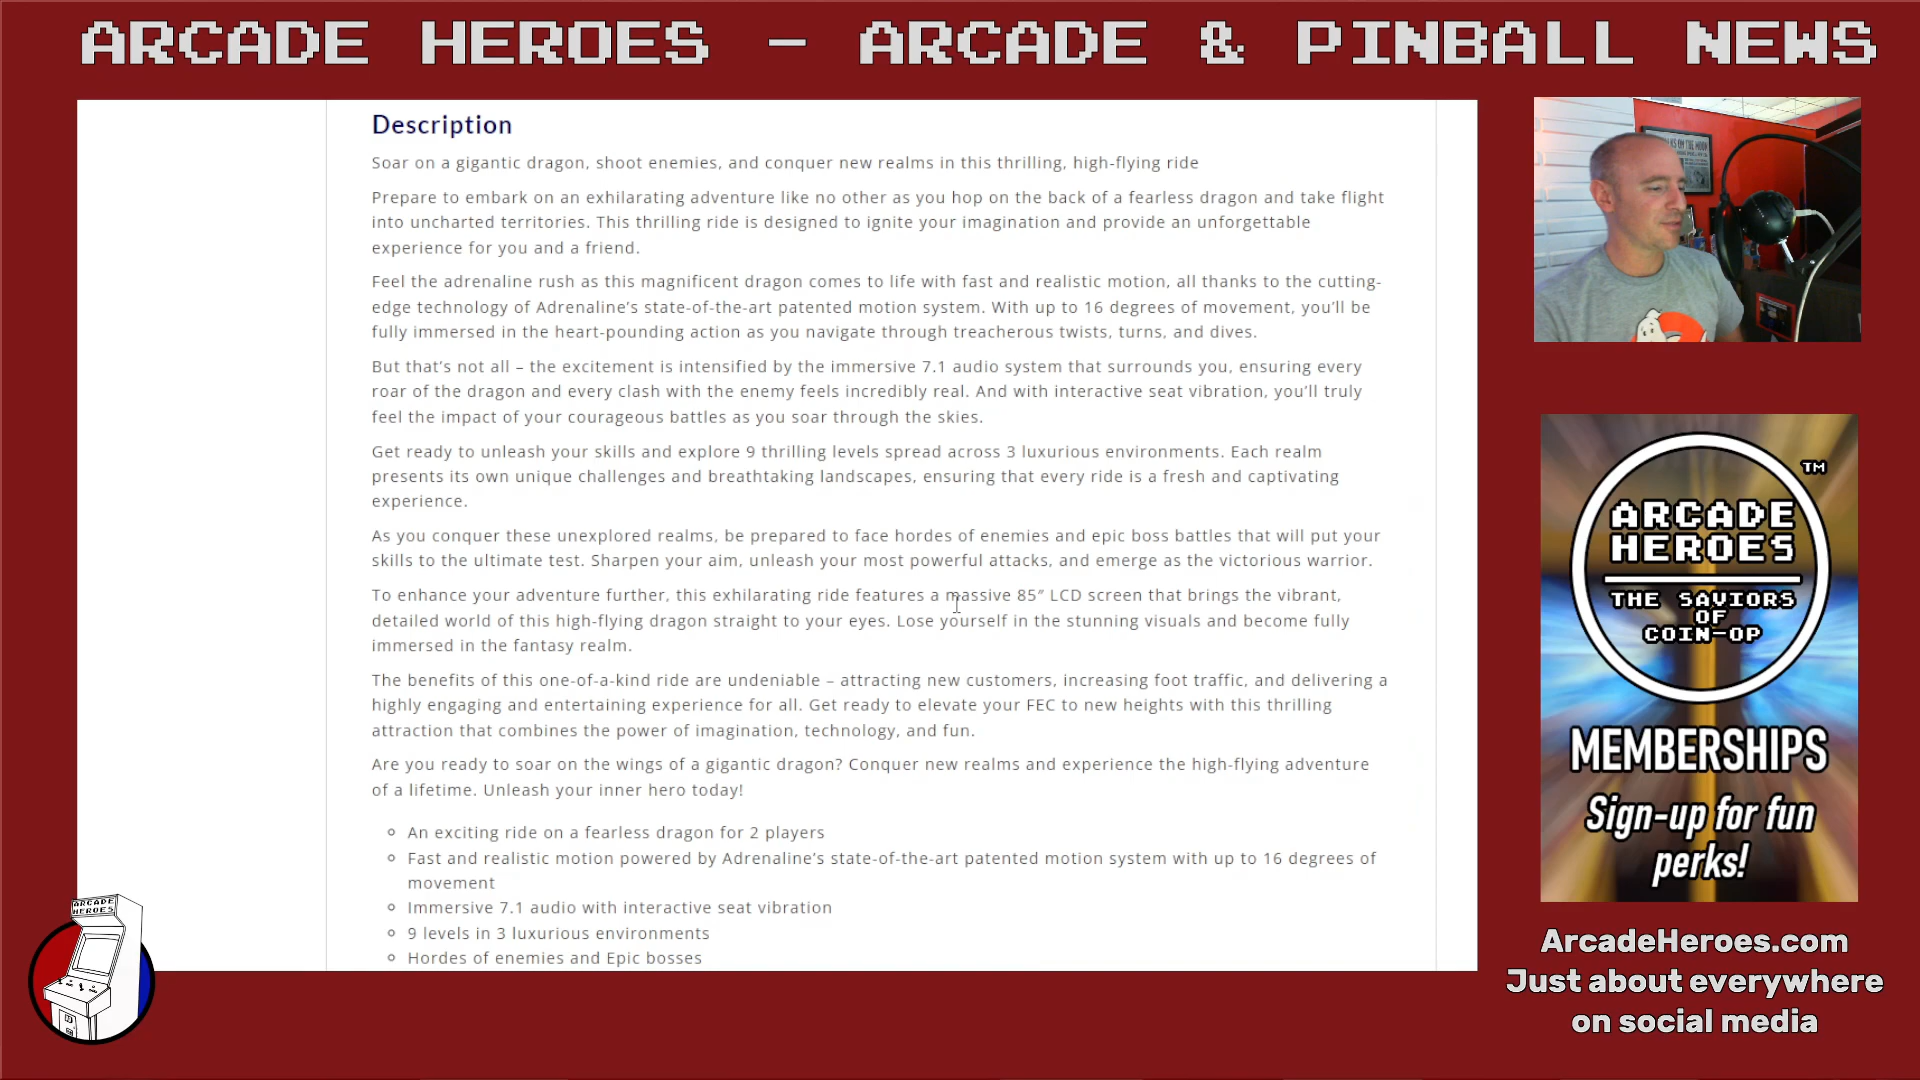 ARCADE HEROES - ARCADE & PINBALL NEWS
Description
Soar on a gigantic dragon, shoot enemies, and conquer new realms in this thrilling, high-flying ride
Prepare to embark on an exhilarating adventure like no other as you hop on the back of a fearless dragon and take flight
into uncharted territories. This thrilling ride is designed to ignite your imagination and provide an unforgettable
experience for you and a friend.
Feel the adrenaline rush as this magnificent dragon comes to life with fast and realistic motion, all thanks to the cutting-
edge technology of Adrenaline’s state-of-the-art patented motion system. With up to 16 degrees of movement, you’ll be
fully immersed in the heart-pounding action as you navigate through treacherous twists, turns, and dives.
But that’s not all – the excitement is intensified by the immersive 7.1 audio system that surrounds you, ensuring every
roar of the dragon and every clash with the enemy feels incredibly real. And with interactive seat vibration, you’ll truly
feel the impact of your courageous battles as you soar through the skies.
Get ready to unleash your skills and explore 9 thrilling levels spread across 3 luxurious environments. Each realm
presents its own unique challenges and breathtaking landscapes, ensuring that every ride is a fresh and captivating
experience.
As you conquer these unexplored realms, be prepared to face hordes of enemies and epic boss battles that will put your
skills to the ultimate test. Sharpen your aim, unleash your most powerful attacks, and emerge as the victorious warrior.
To enhance your adventure further, this exhilarating ride features a massive 85″ LCD screen that brings the vibrant,
detailed world of this high-flying dragon straight to your eyes. Lose yourself in the stunning visuals and become fully
immersed in the fantasy realm.
The benefits of this one-of-a-kind ride are undeniable – attracting new customers, increasing foot traffic, and delivering a
highly engaging and entertaining experience for all. Get ready to elevate your FEC to new heights with this thrilling
attraction that combines the power of imagination, technology, and fun.
Are you ready to soar on the wings of a gigantic dragon? Conquer new realms and experience the high-flying adventure
of a lifetime. Unleash your inner hero today!
An exciting ride on a fearless dragon for 2 players
Fast and realistic motion powered by Adrenaline’s state-of-the-art patented motion system with up to 16 degrees of
movement
Immersive 7.1 audio with interactive seat vibration
9 levels in 3 luxurious environments
Hordes of enemies and Epic bosses
ARCADE
HEROES
TM
ARCADE
HEROES
THE SAVIORS
OF
COIN-OP
MEMBERSHIPS
Sign-up for fun
perks!
ArcadeHeroes.com
Just about everywhere
on social media